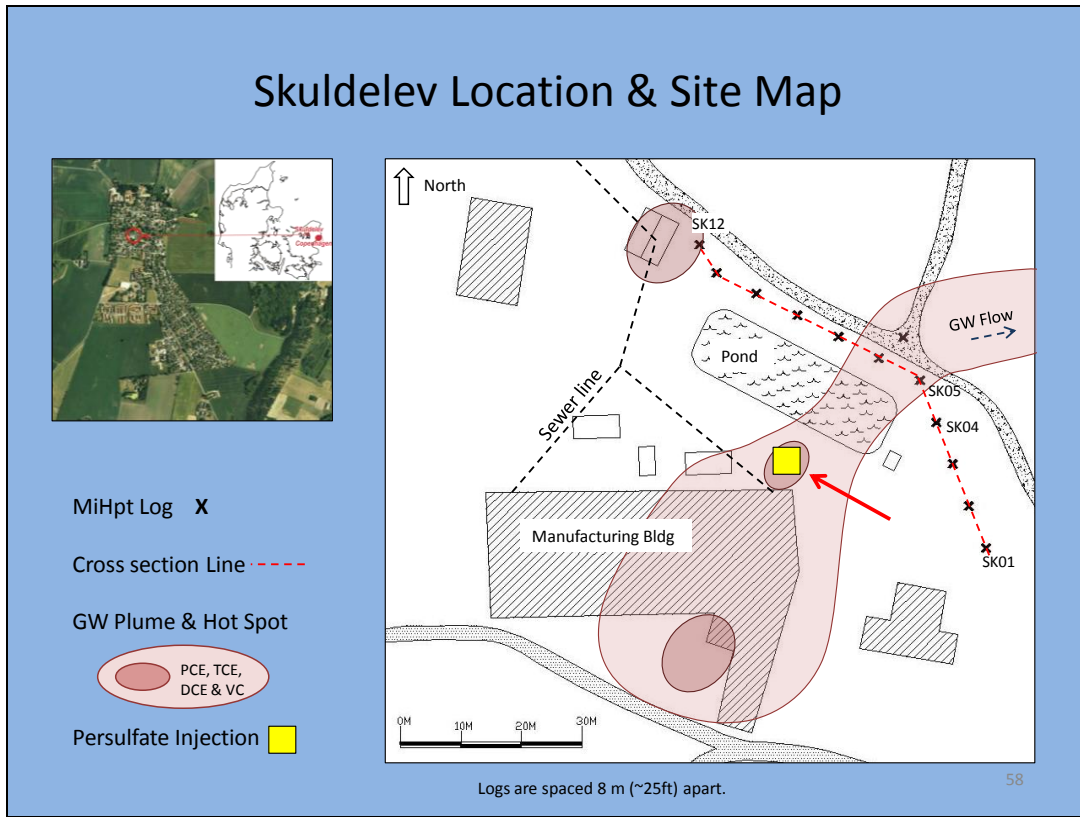 Skuldelev Location & Site Map
Skuldelev
Copenhagen
North
SK12
GW Flow
Pond
SK05
SK04
Sewer line
Manufacturing Bldg
SK01
0M 10M 20M 30M
MiHpt Log X
Cross section Line
GW Plume & Hot Spot
PCE, TCE,
DCE & VC
Persulfate Injection
Logs are spaced 8 m (~25ft) apart.
58